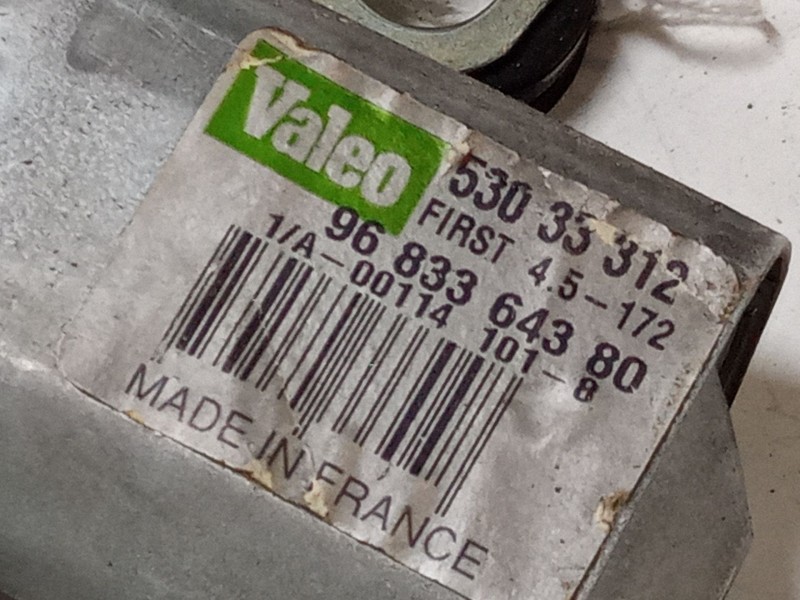 Valeo
530 33 312
FIRST 4.5-172
96 833 643 80
1/A-00114 101-8
MADE IN FRANCE